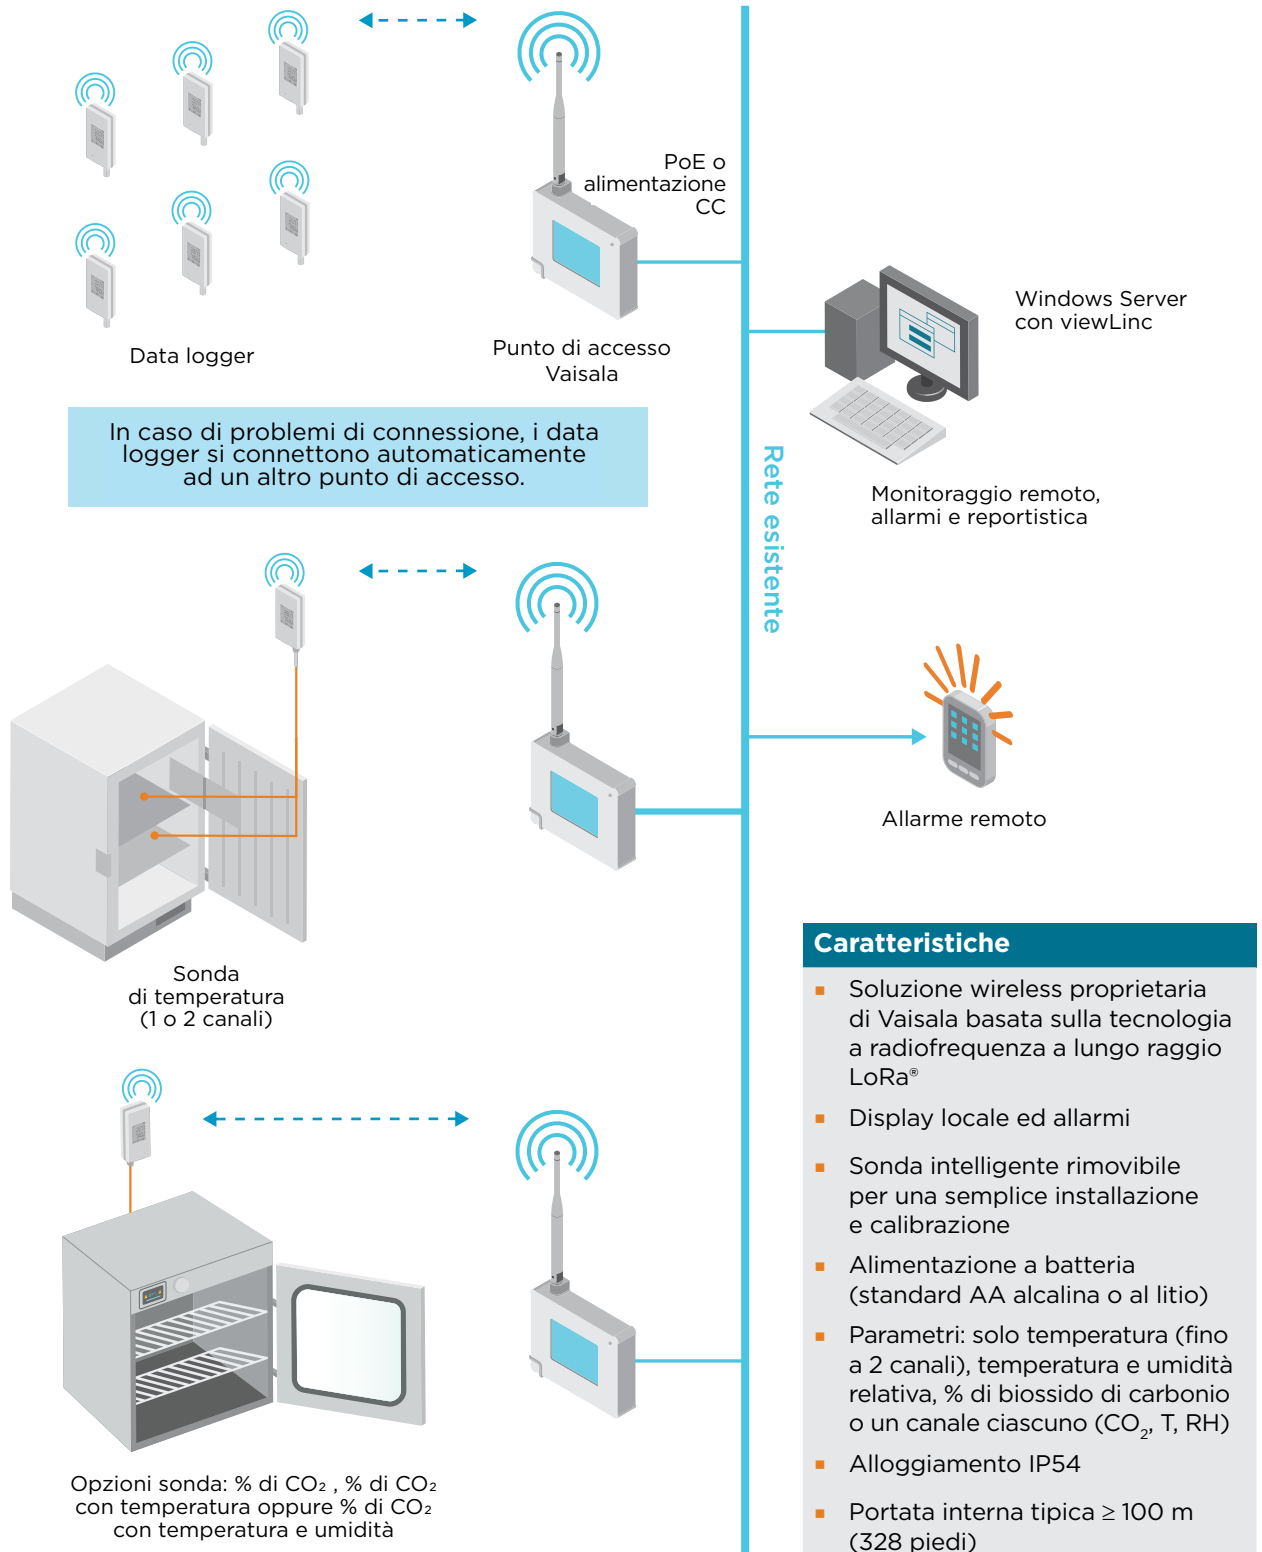 PoE o
alimentazione
CC
Data logger
Punto di accesso
Vaisala
In caso di problemi di connessione, i data
logger si connettono automaticamente
ad un altro punto di accesso.
Windows Server
con viewLinc
Monitoraggio remoto,
allarmi e reportistica
Rete esistente
Allarme remoto
Sonda
di temperatura
(1 o 2 canali)
Opzioni sonda: % di CO₂ , % di CO₂
con temperatura oppure % di CO₂
con temperatura e umidità
Caratteristiche
▪ Soluzione wireless proprietaria
di Vaisala basata sulla tecnologia
a radiofrequenza a lungo raggio
LoRa®
▪ Display locale ed allarmi
▪ Sonda intelligente rimovibile
per una semplice installazione
e calibrazione
▪ Alimentazione a batteria
(standard AA alcalina o al litio)
▪ Parametri: solo temperatura (fino
a 2 canali), temperatura e umidità
relativa, % di biossido di carbonio
o un canale ciascuno (CO₂, T, RH)
▪ Alloggiamento IP54
▪ Portata interna tipica ≥ 100 m
(328 piedi)